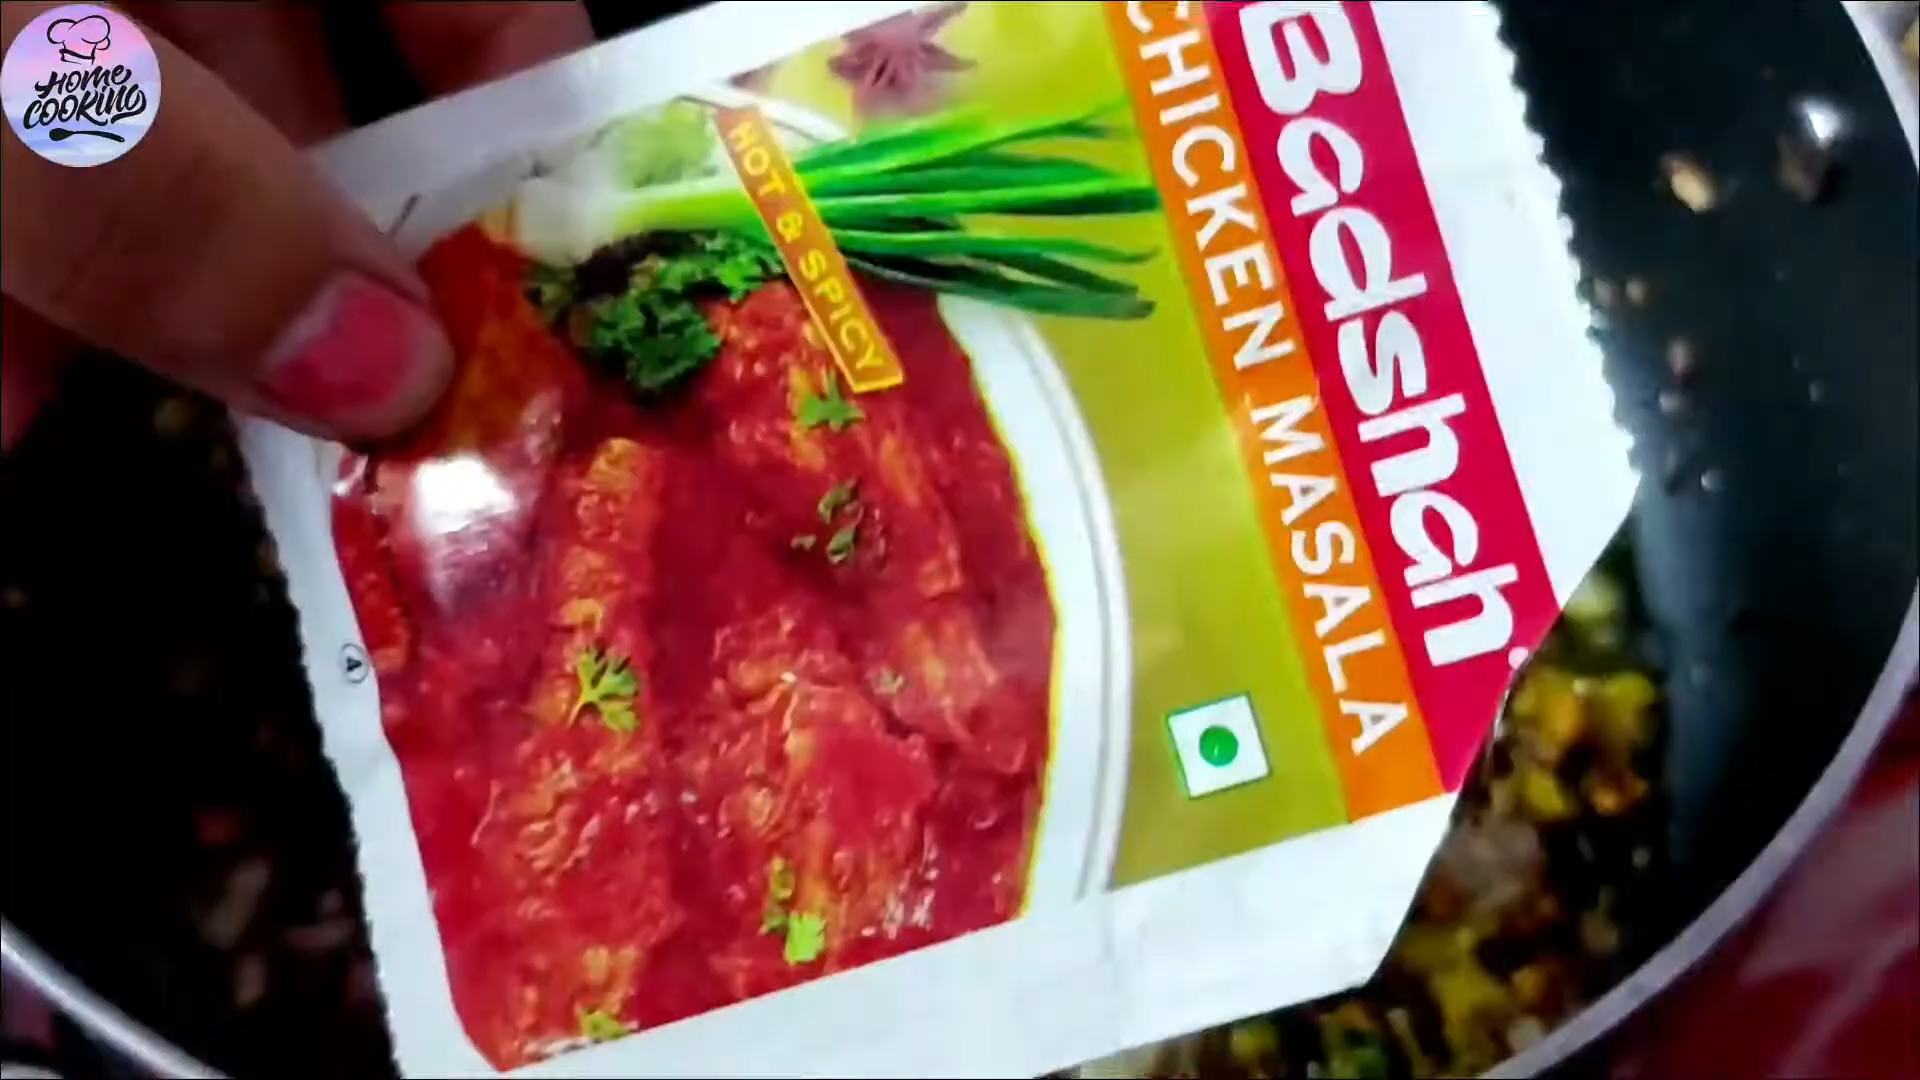 Home
COOKING
Badshah
CHICKEN MASALA
HOT & SPICY
A